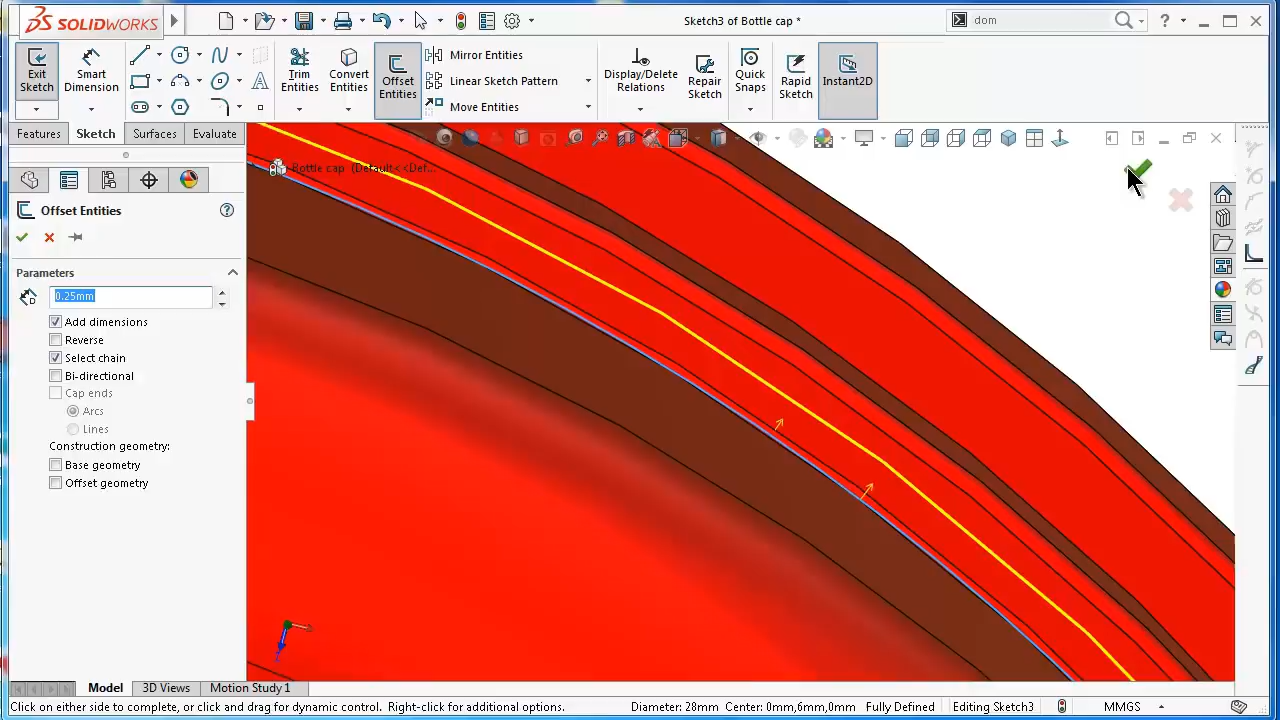 SOLIDWORKS
Sketch3 of Bottle cap *
dom
Exit Sketch
Smart Dimension
Trim Entities
Convert Entities
Offset Entities
Mirror Entities
Linear Sketch Pattern
Move Entities
Display/Delete Relations
Repair Sketch
Quick Snaps
Rapid Sketch
Instant2D
Features
Sketch
Surfaces
Evaluate
Bottle cap (Default<<Def...
Offset Entities
Parameters
0.25mm
Add dimensions
Reverse
Select chain
Bi-directional
Cap ends
Arcs
Lines
Construction geometry:
Base geometry
Offset geometry
Model
3D Views
Motion Study 1
Click on either side to complete, or click and drag for dynamic control. Right-click for additional options.
Diameter: 28mm
Center: 0mm,6mm,0mm
Fully Defined
Editing Sketch3
MMGS